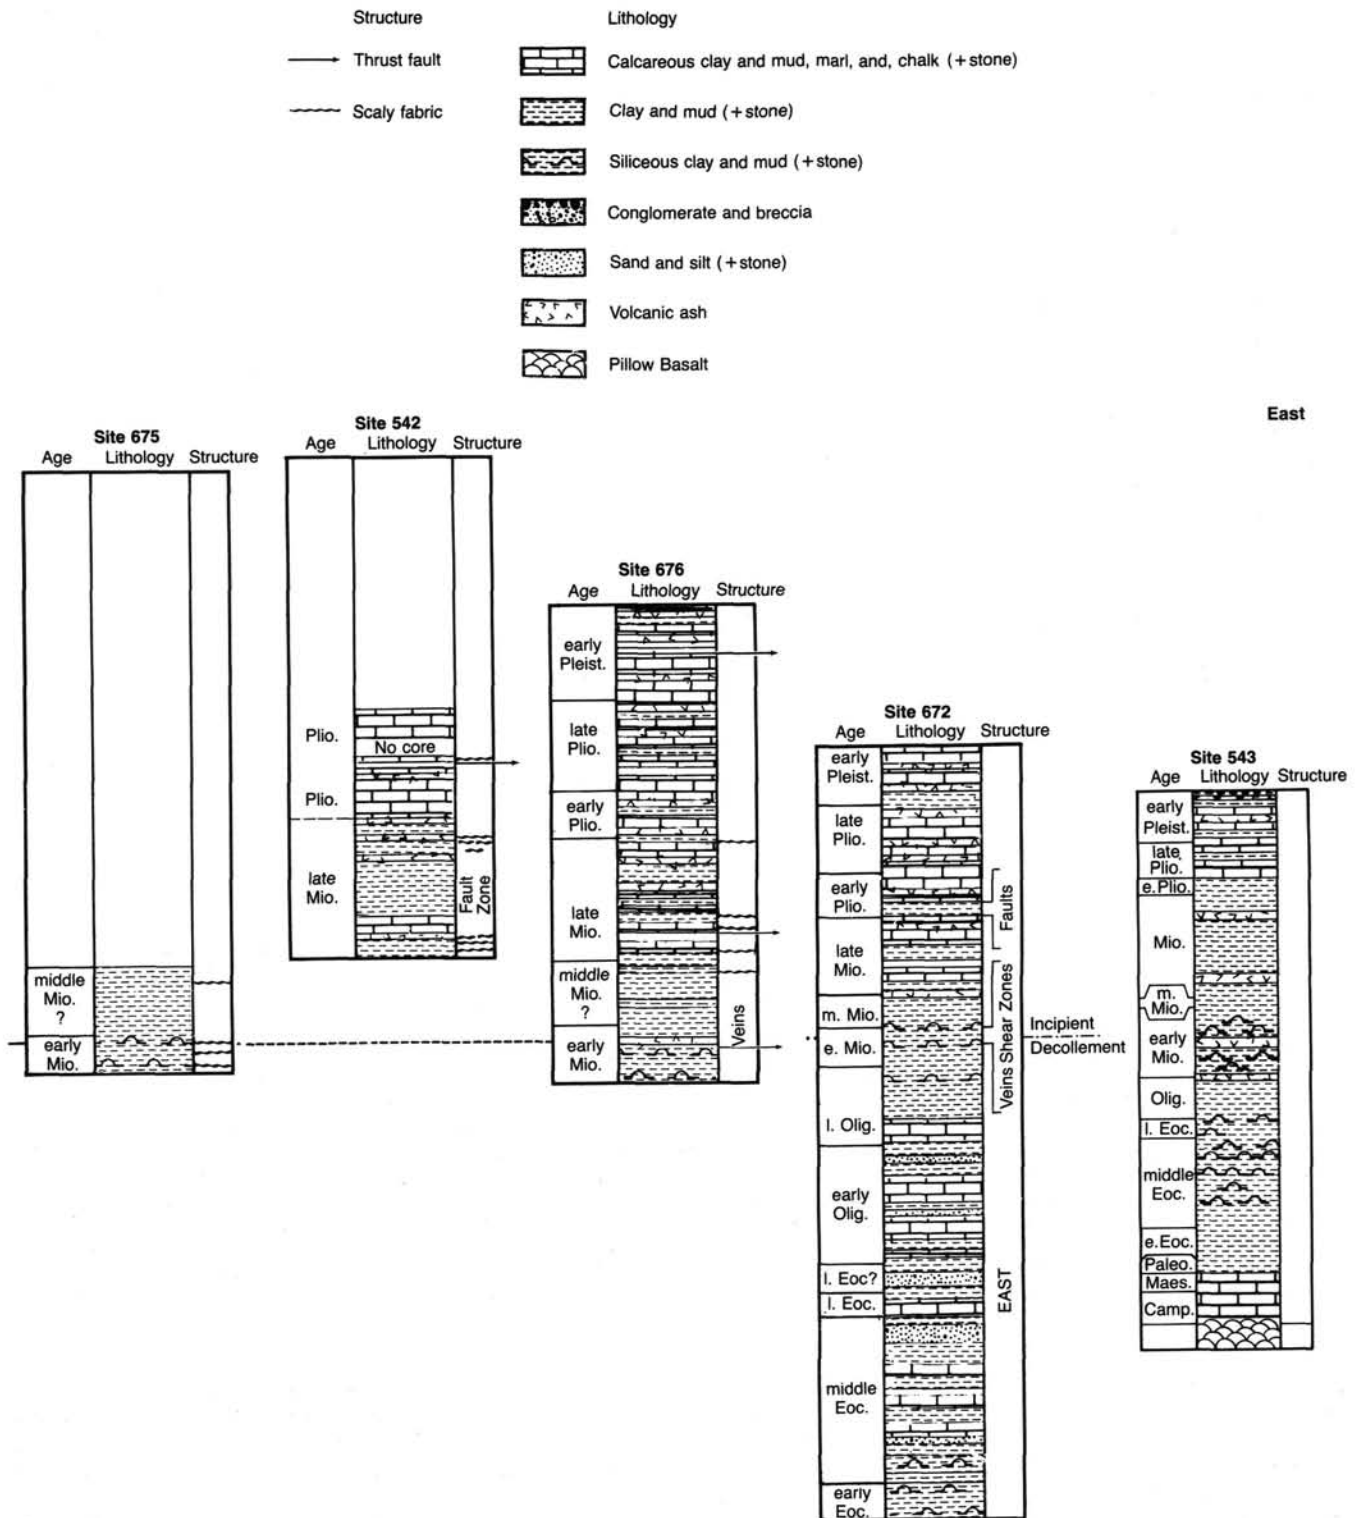 Structure
Lithology
Thrust fault
Calcareous clay and mud, marl, and, chalk (+stone)
Scaly fabric
Clay and mud (+stone)
Siliceous clay and mud (+stone)
Conglomerate and breccia
Sand and silt (+stone)
Volcanic ash
Pillow Basalt
East
Site 675
Age Lithology Structure
middle
Mio.
?
early
Mio.
Site 542
Age Lithology Structure
Plio.
No core
Plio.
late
Mio.
Fault
Zone
Site 676
Age Lithology Structure
early
Pleist.
late
Plio.
early
Plio.
late
Mio.
middle
Mio.
?
early
Mio.
Veins
Site 672
Age Lithology Structure
early
Pleist.
late
Plio.
early
Plio.
late
Mio.
m. Mio.
e. Mio.
l. Olig.
early
Olig.
l. Eoc?
l. Eoc.
middle
Eoc.
early
Eoc.
Faults
Shear Zones
Veins
EAST
Incipient
Decollement
Site 543
Age Lithology Structure
early
Pleist.
late
Plio.
e. Plio.
Mio.
m.
Mio.
early
Mio.
Olig.
l. Eoc.
middle
Eoc.
e. Eoc.
Paleo.
Maes.
Camp.